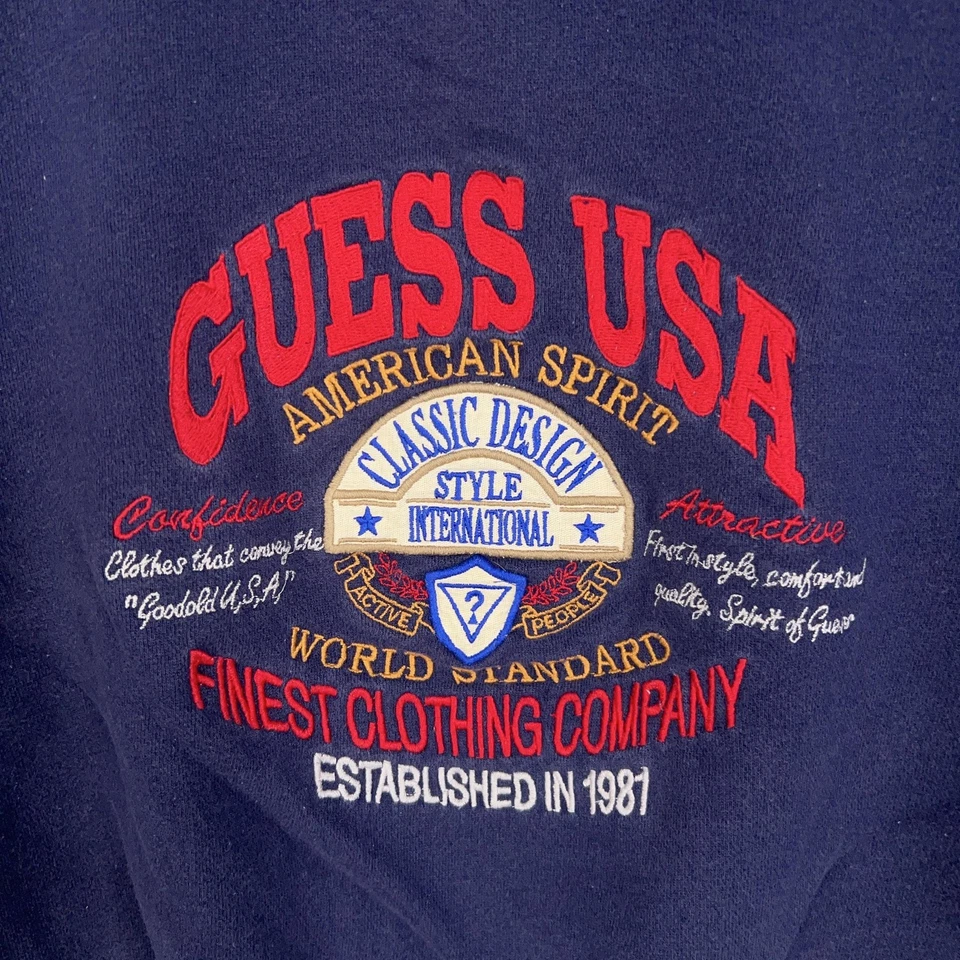 GUESS USA
AMERICAN SPIRIT
CLASSIC DESIGN
STYLE
INTERNATIONAL
Confidence
Clothes that convey the
"Goodold U,S,A,"
Attractive
First In style, comfort and
quality. Spirit of Guess
ACTIVE
?
PEOPLE
WORLD STANDARD
FINEST CLOTHING COMPANY
ESTABLISHED IN 1981